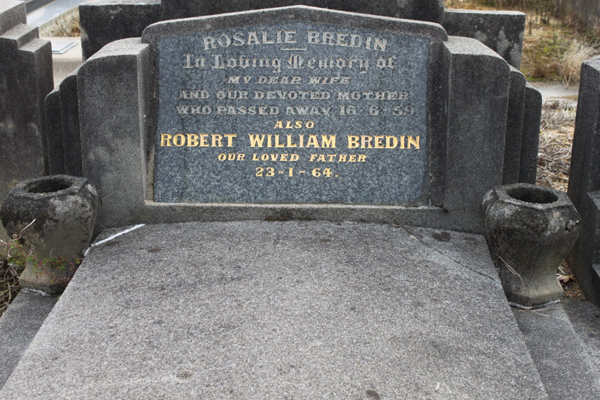 ROSALIE BREDIN
In Loving Memory of
MY DEAR WIFE
AND OUR DEVOTED MOTHER
WHO PASSED AWAY 16-6-39
ALSO
ROBERT WILLIAM BREDIN
OUR LOVED FATHER
23-1-64.